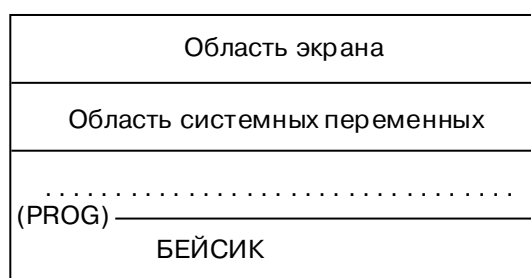 Область экрана
Область системных переменных
. . . . . . . . . . . . . . . . . . . . . . . . . . . . . . . . . .
(PROG)
БЕЙСИК